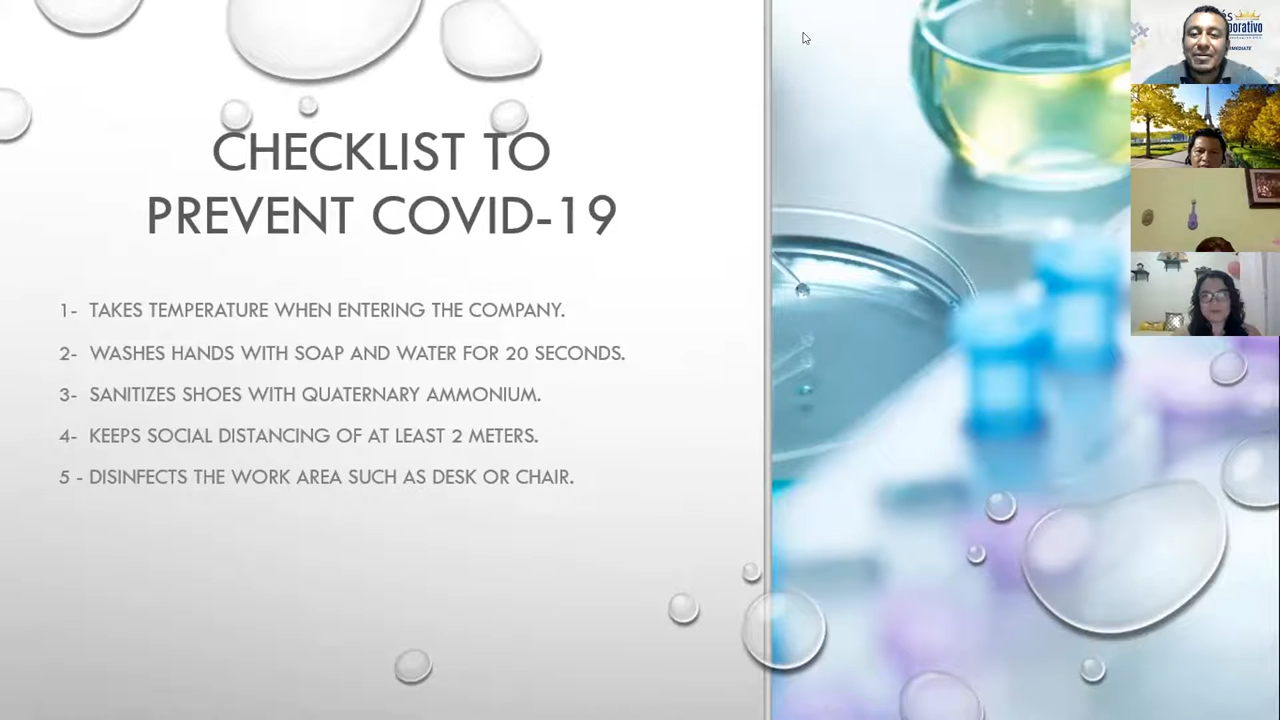 CHECKLIST TO
PREVENT COVID-19
1- TAKES TEMPERATURE WHEN ENTERING THE COMPANY.
2- WASHES HANDS WITH SOAP AND WATER FOR 20 SECONDS.
3- SANITIZES SHOES WITH QUATERNARY AMMONIUM.
4- KEEPS SOCIAL DISTANCING OF AT LEAST 2 METERS.
5 - DISINFECTS THE WORK AREA SUCH AS DESK OR CHAIR.